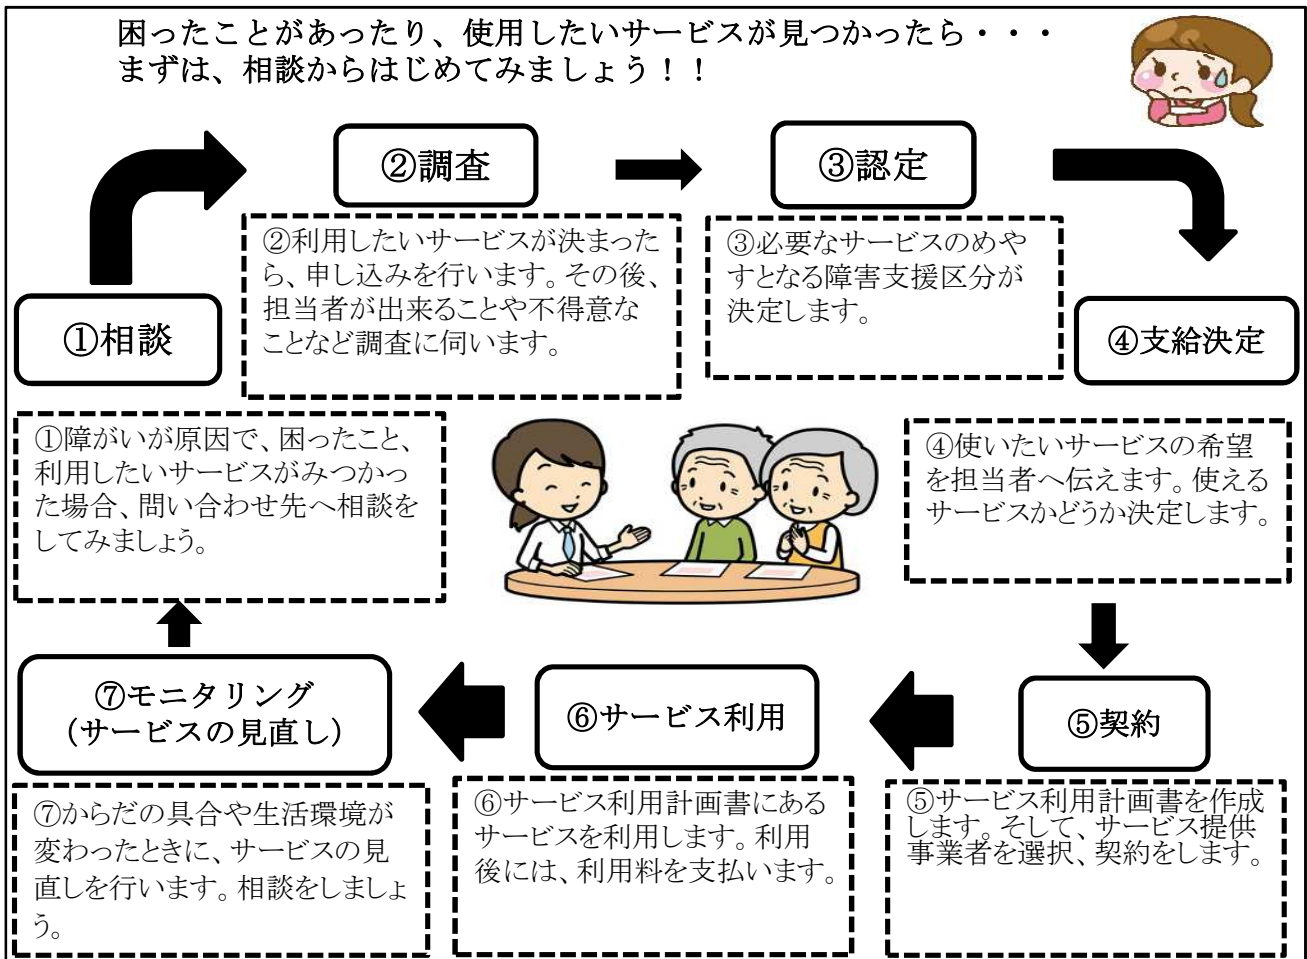 困ったことがあったり、使用したいサービスが見つかったら・・・
まずは、相談からはじめてみましょう！！
①相談
①障がいが原因で、困ったこと、
利用したいサービスがみつかっ
た場合、問い合わせ先へ相談を
してみましょう。
②調査
②利用したいサービスが決まった
ら、申し込みを行います。その後、
担当者が出来ることや不得意な
ことなど調査に伺います。
③認定
③必要なサービスのめや
すとなる障害支援区分が
決定します。
④支給決定
④使いたいサービスの希望
を担当者へ伝えます。使える
サービスかどうか決定します。
⑤契約
⑤サービス利用計画書を作成
します。そして、サービス提供
事業者を選択、契約をします。
⑥サービス利用
⑥サービス利用計画書にある
サービスを利用します。利用
後には、利用料を支払います。
⑦モニタリング
（サービスの見直し）
⑦からだの具合や生活環境が
変わったときに、サービスの見
直しを行います。相談をしましょ
う。